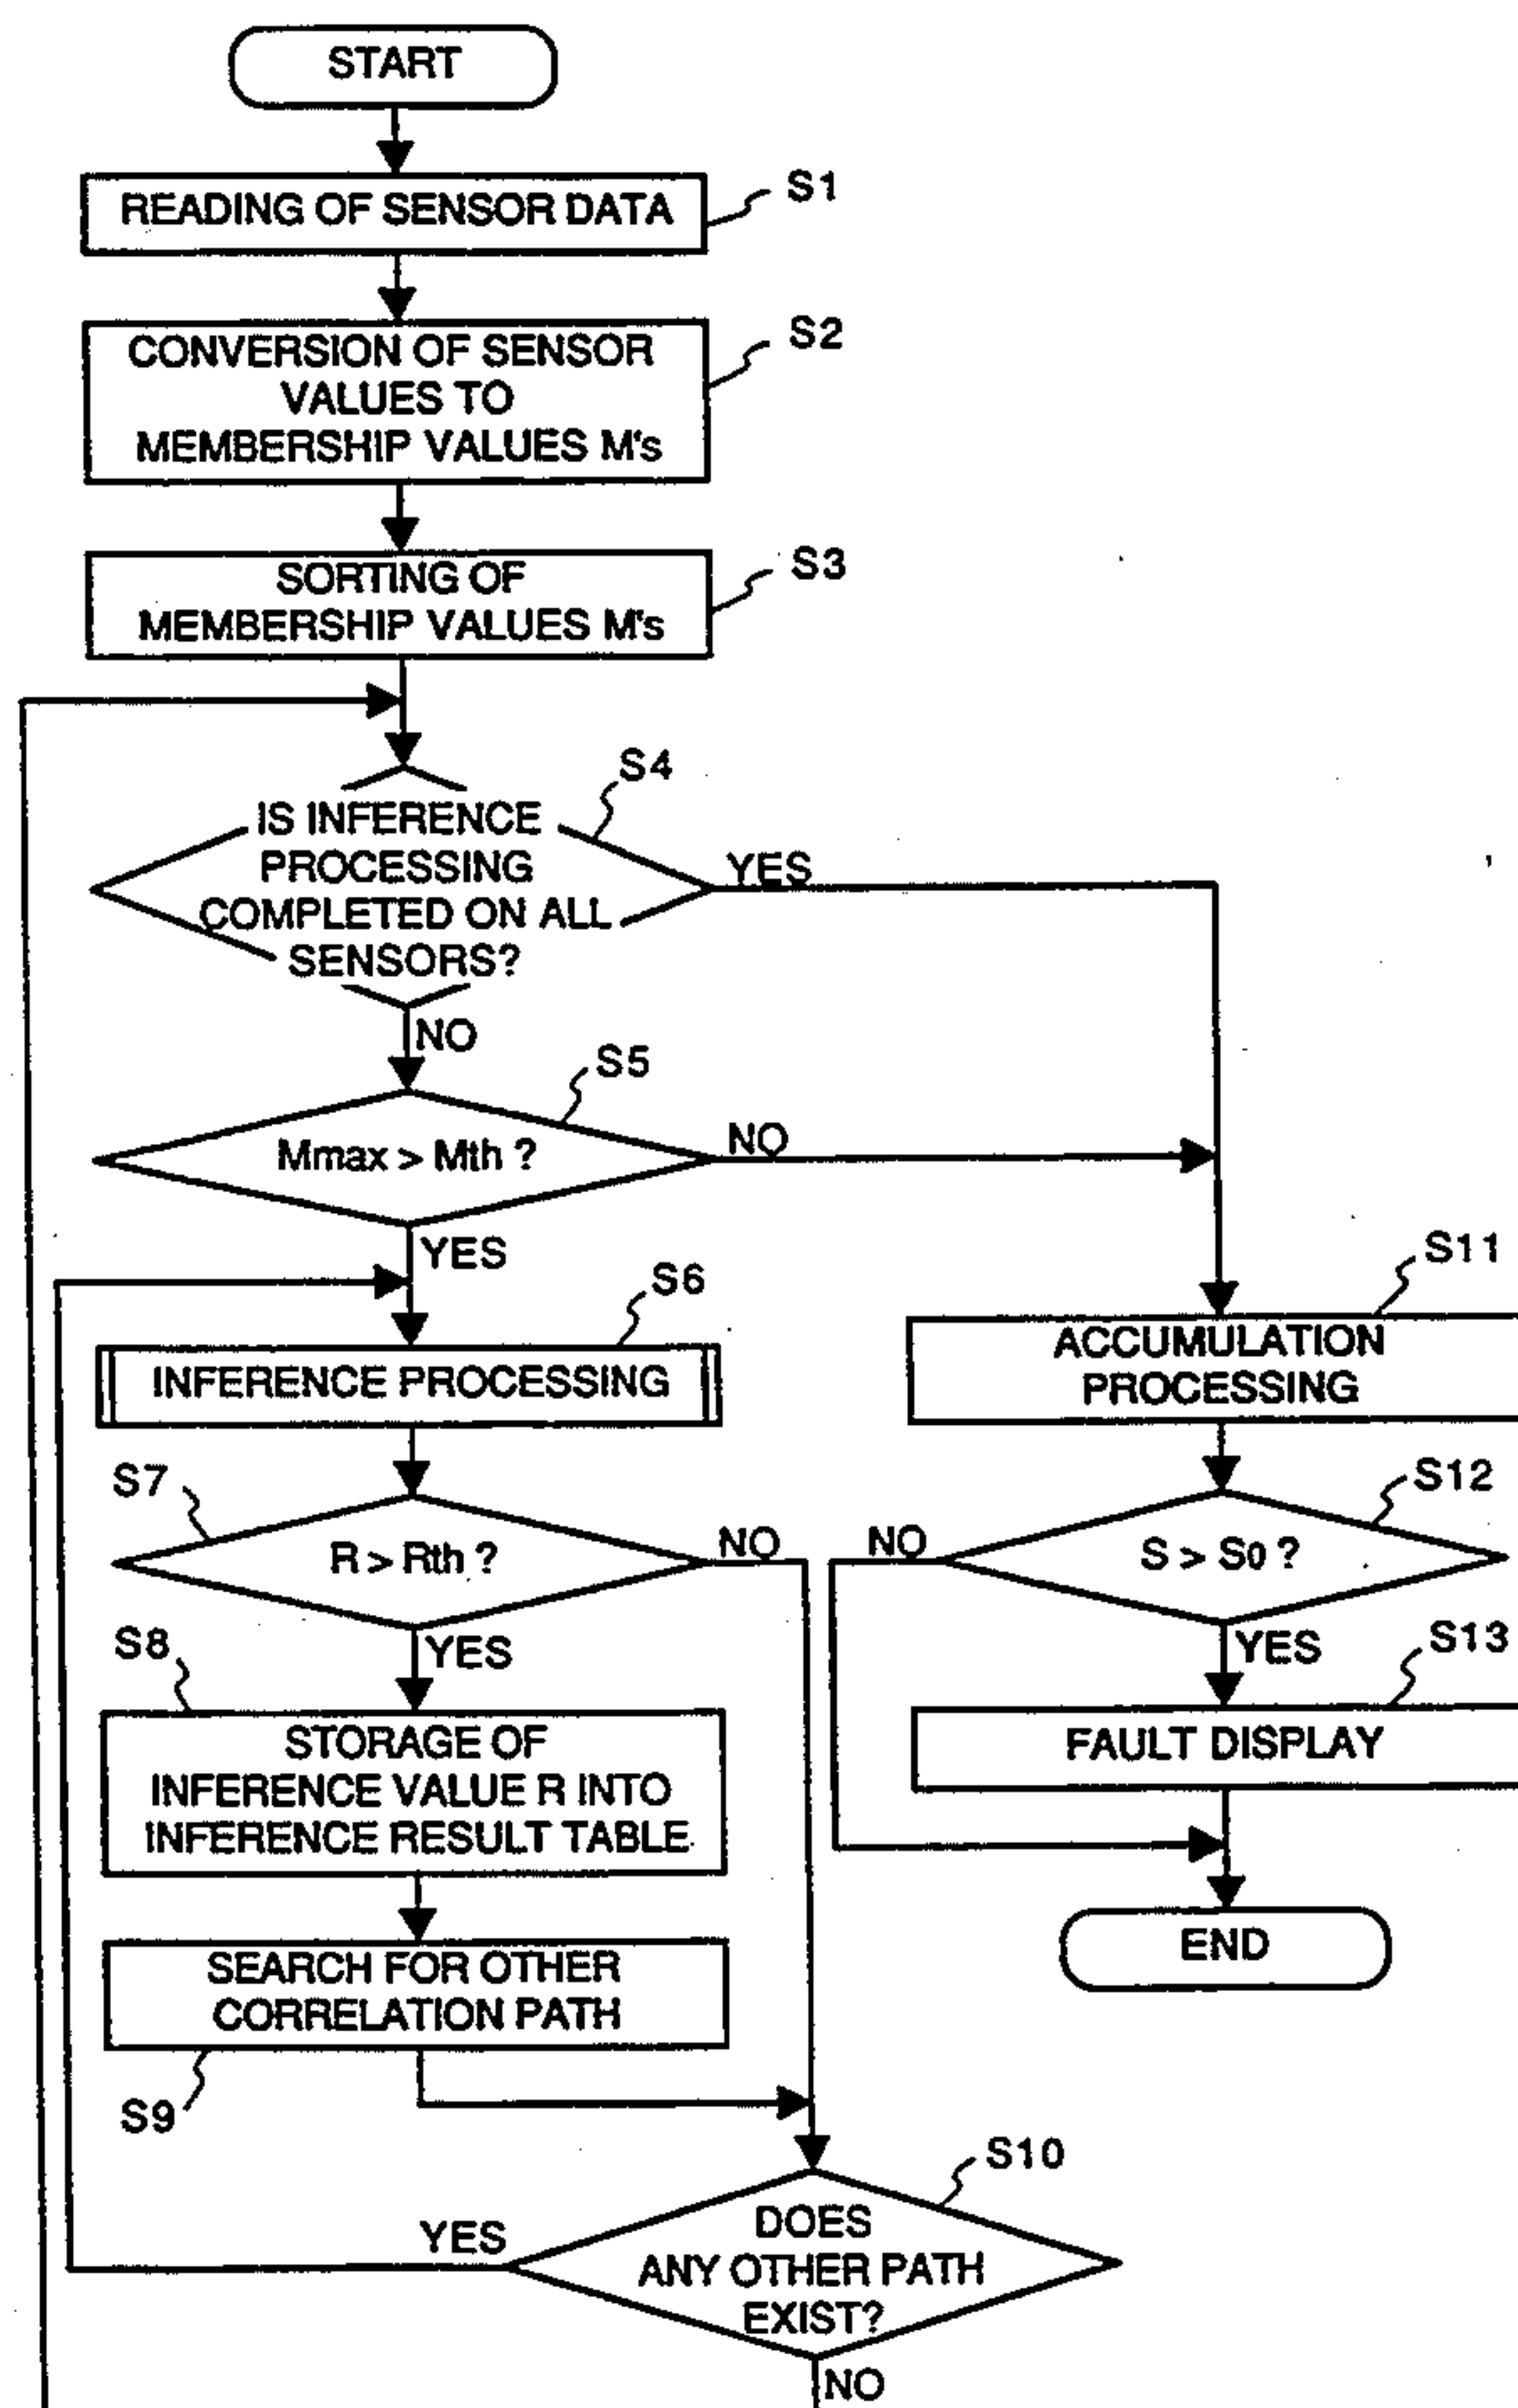 START
READING OF SENSOR DATA
S1
CONVERSION OF SENSOR
VALUES TO
MEMBERSHIP VALUES M's
S2
SORTING OF
MEMBERSHIP VALUES M's
S3
IS INFERENCE
PROCESSING
COMPLETED ON ALL
SENSORS?
S4
YES
NO
Mmax > Mth ?
S5
NO
YES
INFERENCE PROCESSING
S6
R > Rth ?
S7
NO
YES
STORAGE OF
INFERENCE VALUE R INTO
INFERENCE RESULT TABLE
S8
SEARCH FOR OTHER
CORRELATION PATH
S9
DOES
ANY OTHER PATH
EXIST?
S10
YES
NO
ACCUMULATION
PROCESSING
S11
S > S0 ?
S12
NO
YES
FAULT DISPLAY
S13
END